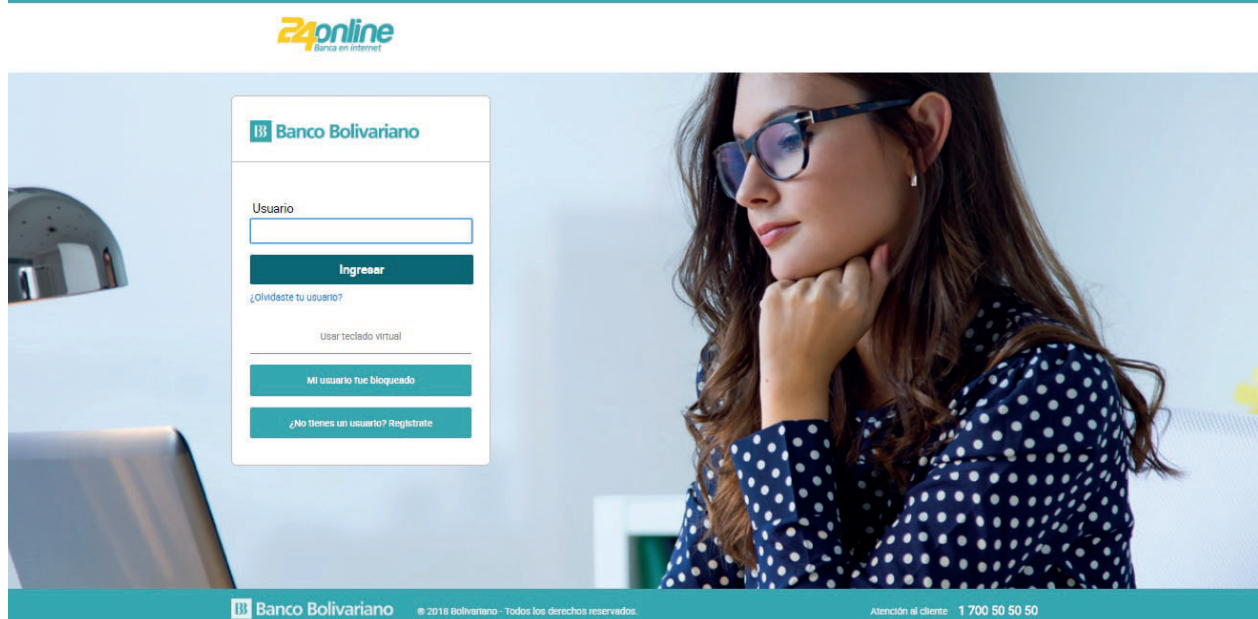 24online
Banca en internet
B Banco Bolivariano
Usuario
Ingresar
¿Olvidaste tu usuario?
Usar teclado virtual
Mi usuario fue bloqueado
¿No tienes un usuario? Regístrate
B Banco Bolivariano ® 2018 Bolivariano - Todos los derechos reservados. Atención al cliente 1 700 50 50 50